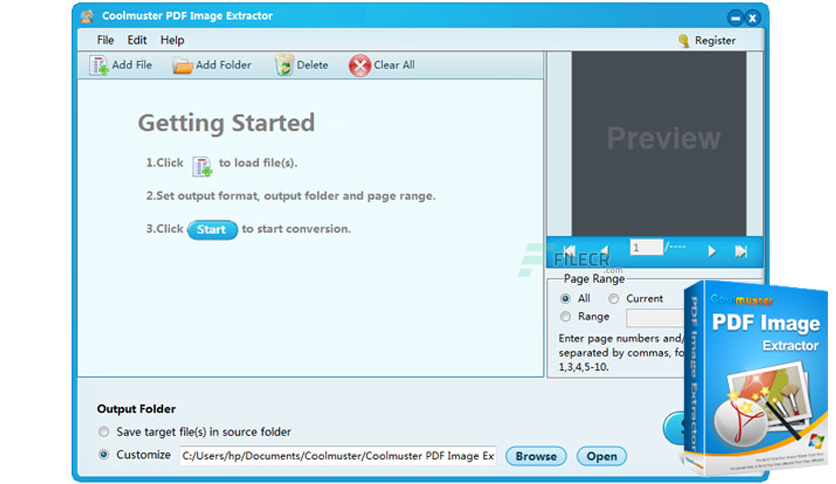 Coolmuster PDF Image Extractor
File Edit Help Register
Add File Add Folder Delete Clear All
Getting Started
1.Click to load file(s).
2.Set output format, output folder and page range.
3.Click Start to start conversion.
Preview
1 /----
FILECR
.com
Page Range
All Current
Range
Enter page numbers and/
separated by commas, fo
1,3,4,5-10.
Coolmuster
PDF Image
Extractor
PDF Image Extractor
Output Folder
Save target file(s) in source folder
Customize C:/Users/hp/Documents/Coolmuster/Coolmuster PDF Image Ex
Browse Open